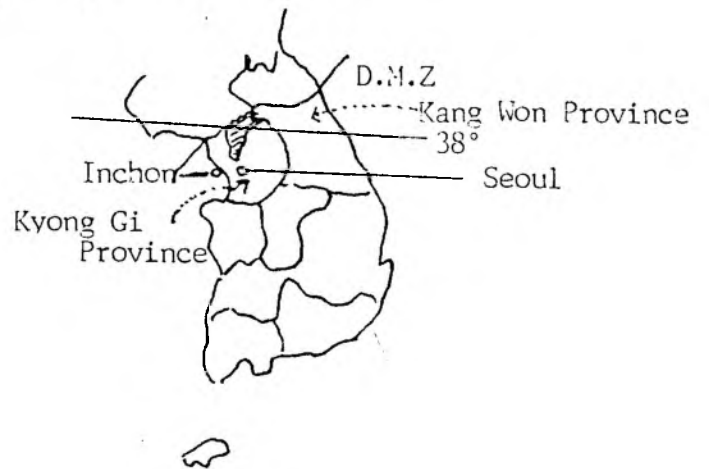 D.M.Z
Kang Won Province
38°
Inchon
Seoul
Kyong Gi
Province